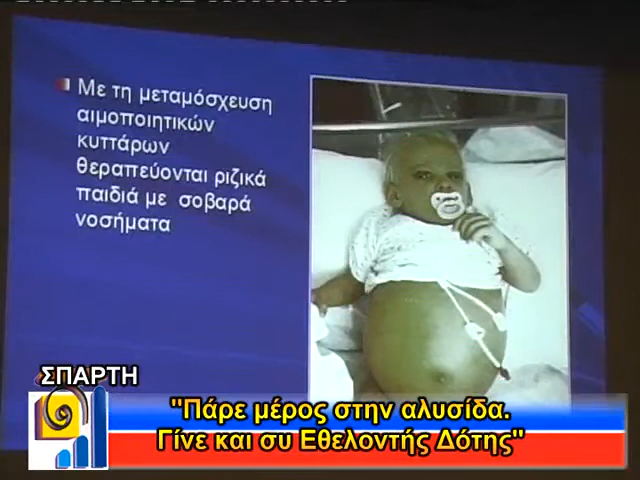 Με τη μεταμόσχευση
αιμοποιητικών
κυττάρων
θεραπεύονται ριζικά
παιδιά με σοβαρά
νοσήματα
ΣΠΑΡΤΗ
"Πάρε μέρος στην αλυσίδα.
Γίνε και συ Εθελοντής Δότης"